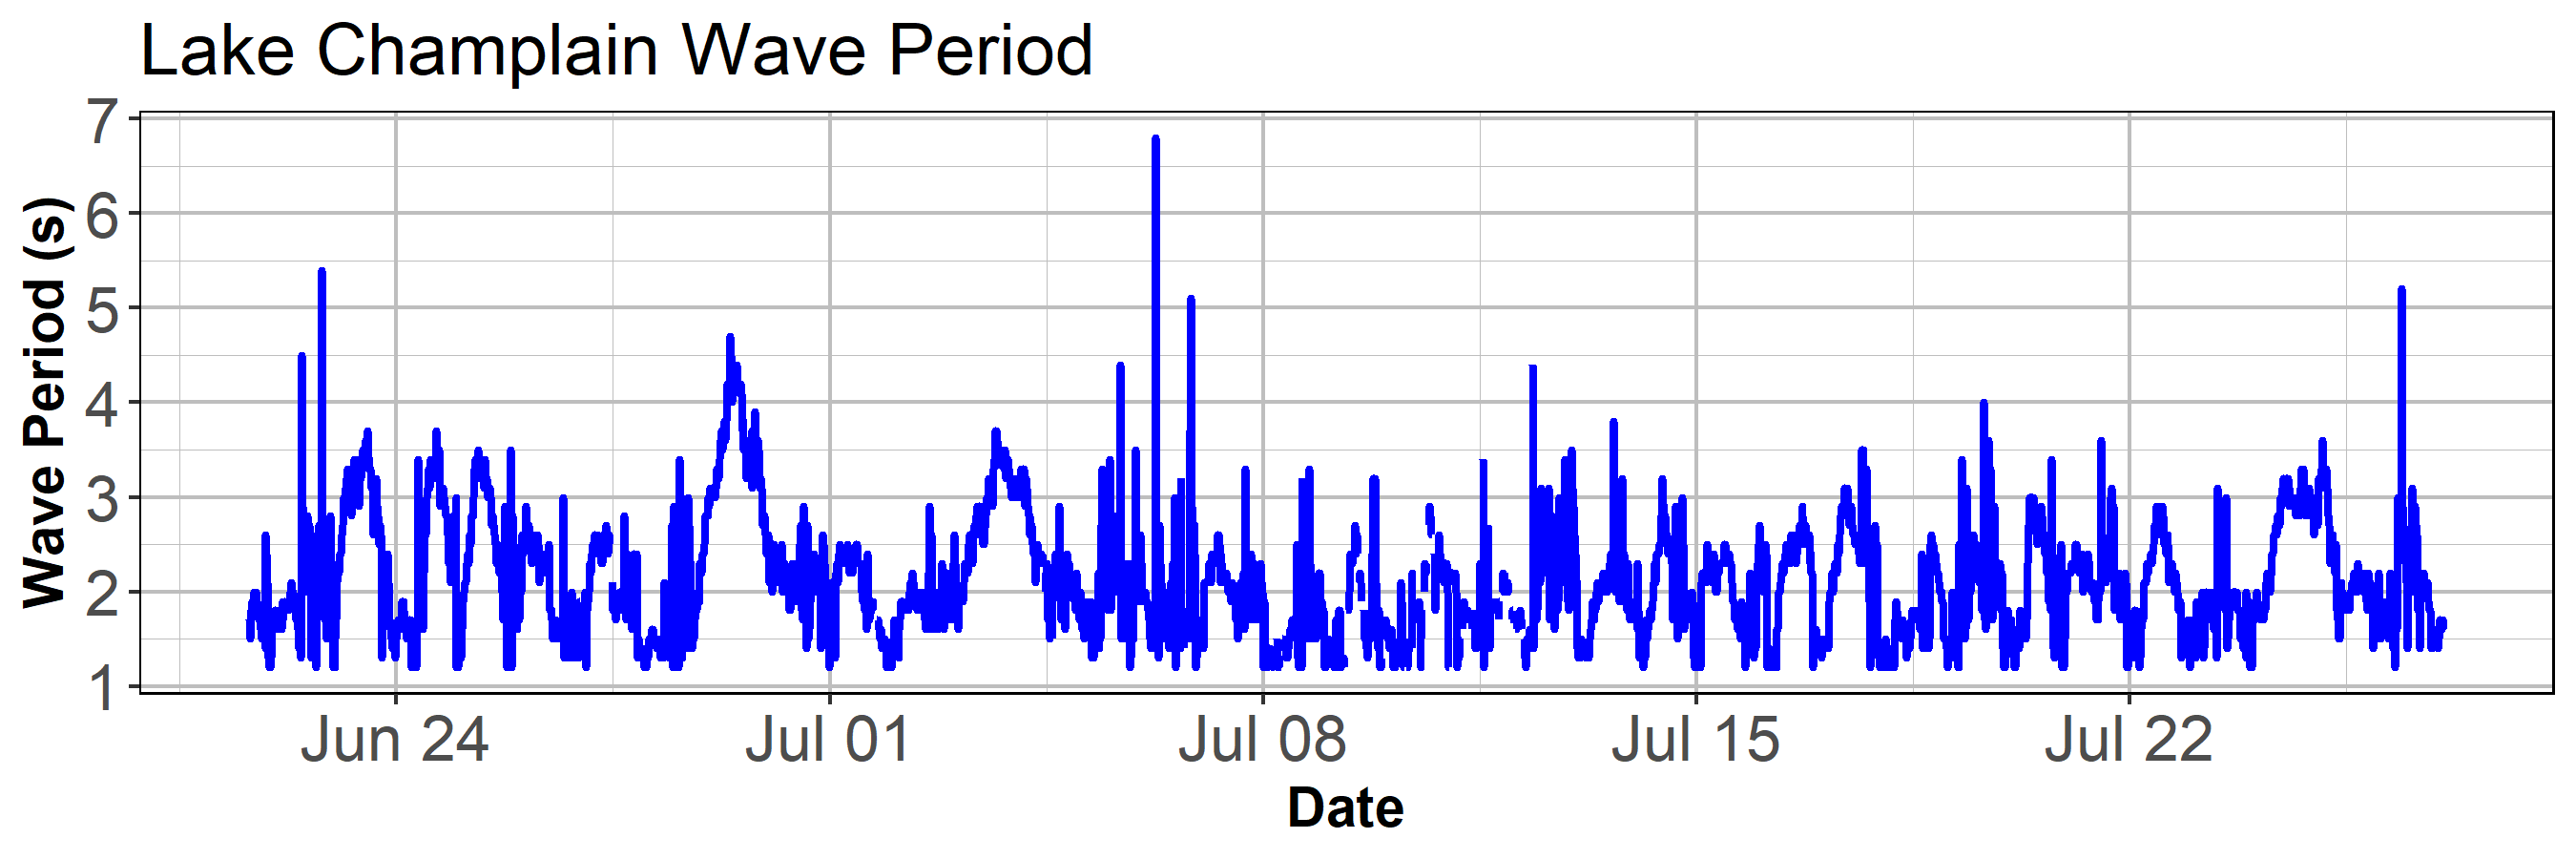 Lake Champlain Wave Period
Wave Period (s)
7
6
5
4
3
2
1
Jun 24
Jul 01
Jul 08
Jul 15
Jul 22
Date